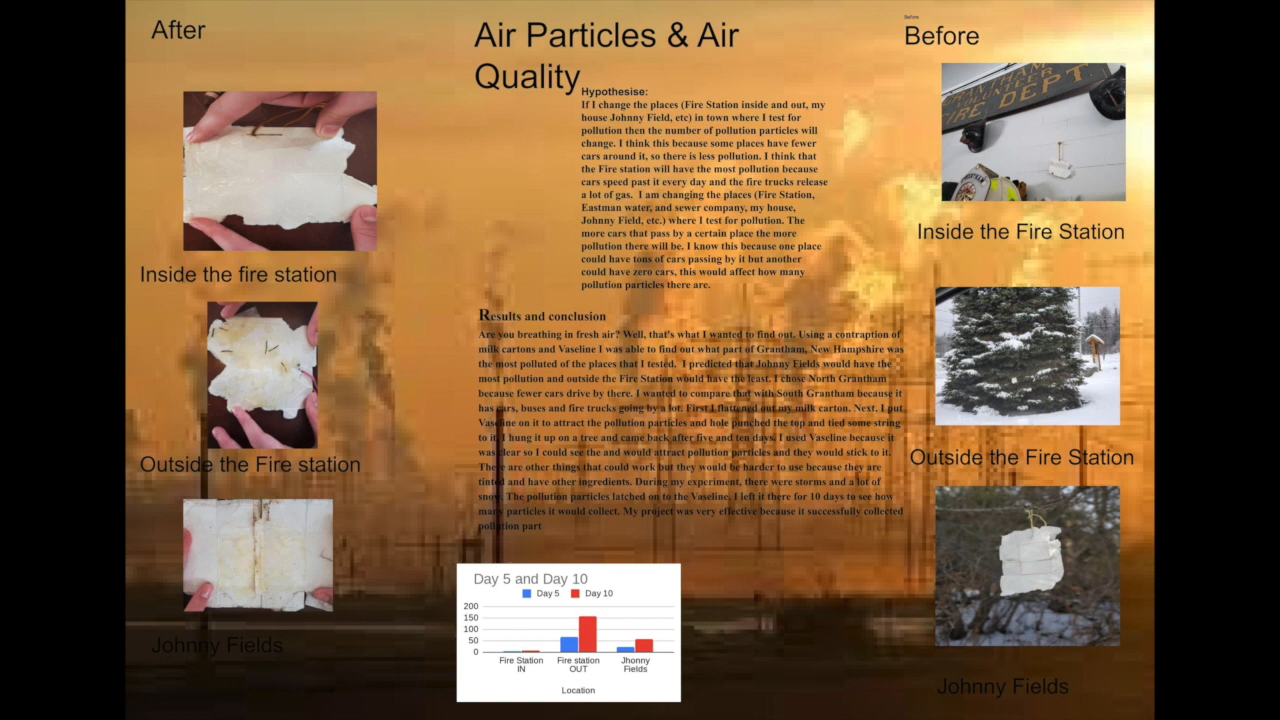 After
Inside the fire station
Outside the Fire station
Johnny Fields
Air Particles & Air
Quality
Hypothesise:
If I change the places (Fire Station inside and out, my
house Johnny Field, etc) in town where I test for
pollution then the number of pollution particles will
change. I think this because some places have fewer
cars around it, so there is less pollution. I think that
the Fire station will have the most pollution because
cars speed past it every day and the fire trucks release
a lot of gas. I am changing the places (Fire Station,
Eastman water, and sewer company, my house,
Johnny Field, etc.) where I test for pollution. The
more cars that pass by a certain place the more
pollution there will be. I know this because one place
could have tons of cars passing by it but another
could have zero cars, this would affect how many
pollution particles there are.
Results and conclusion
Are you breathing in fresh air? Well, that's what I wanted to find out. Using a contraption of
milk cartons and Vaseline I was able to find out what part of Grantham, New Hampshire was
the most polluted of the places that I tested. I predicted that Johnny Fields would have the
most pollution and outside the Fire Station would have the least. I chose North Grantham
because fewer cars drive by there. I wanted to compare that with South Grantham because it
has cars, buses and fire trucks going by a lot. First I flattened out my milk carton. Next, I put
Vaseline on it to attract the pollution particles and hole punched the top and tied some string
to it. I hung it up on a tree and came back after five and ten days. I used Vaseline because it
was clear so I could see the and would attract pollution particles and they would stick to it.
There are other things that could work but they would be harder to use because they are
tinted and have other ingredients. During my experiment, there were storms and a lot of
snow. The pollution particles latched on to the Vaseline. I left it there for 10 days to see how
many particles it would collect. My project was very effective because it successfully collected
pollution part
Day 5 and Day 10
Day 5 Day 10
200
150
100
50
0
Fire Station
IN
Fire station
OUT
Jhonny
Fields
Location
Before
Before
VOLUNTEER
FIRE DEPT
Inside the Fire Station
Outside the Fire Station
Johnny Fields